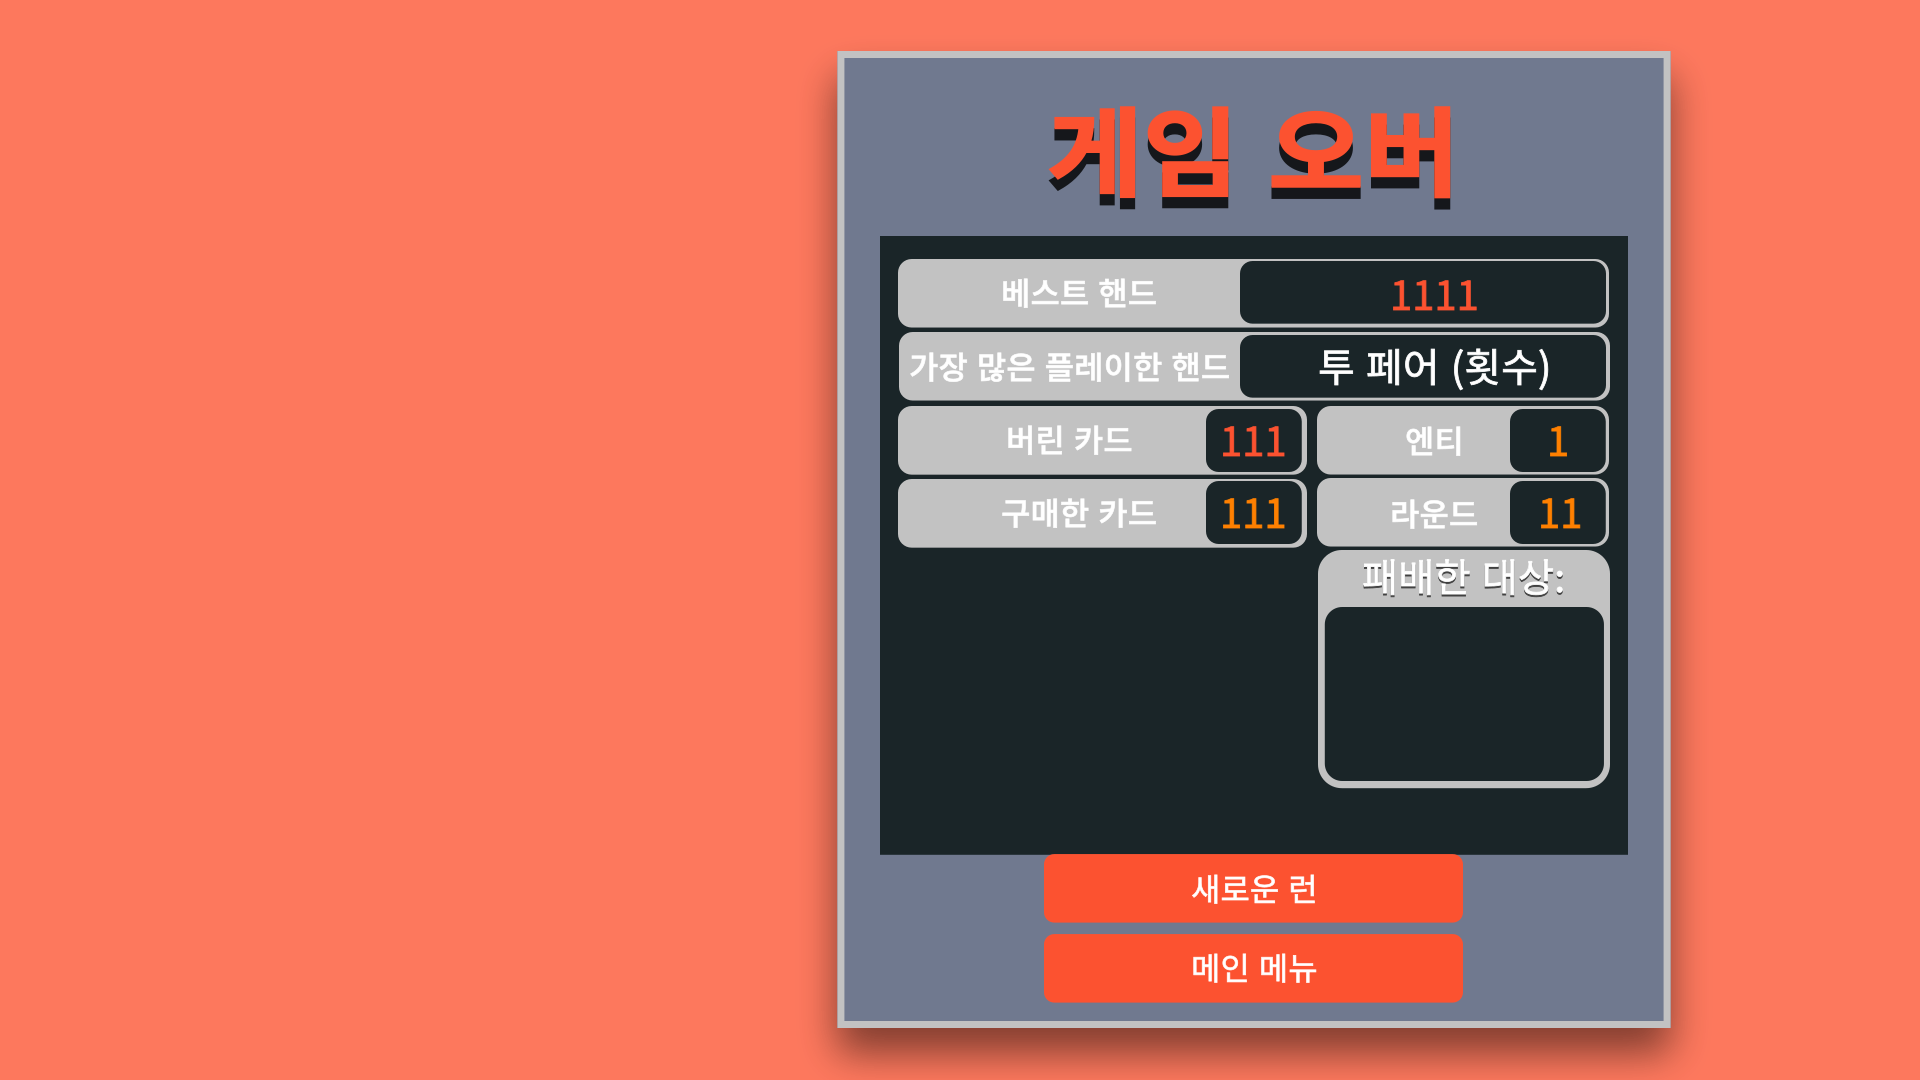 게임 오버
베스트 핸드 1111
가장 많은 플레이한 핸드 투 페어 (횟수)
버린 카드 111 엔티 1
구매한 카드 111 라운드 11
패배한 대상:
새로운 런
메인 메뉴